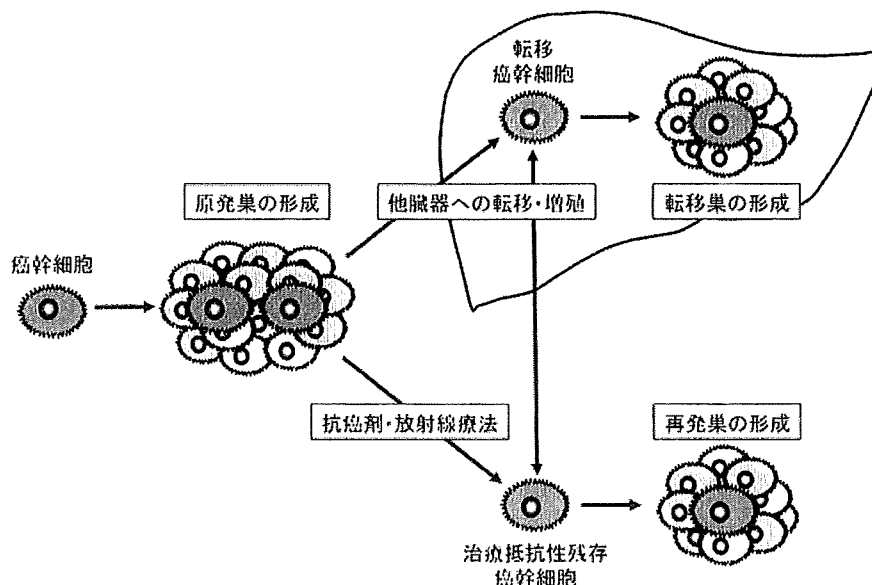 転移
癌幹細胞
原発巣の形成
他臓器への転移・増殖
転移巣の形成
癌幹細胞
抗癌剤・放射線療法
再発巣の形成
治療抵抗性残存
癌幹細胞